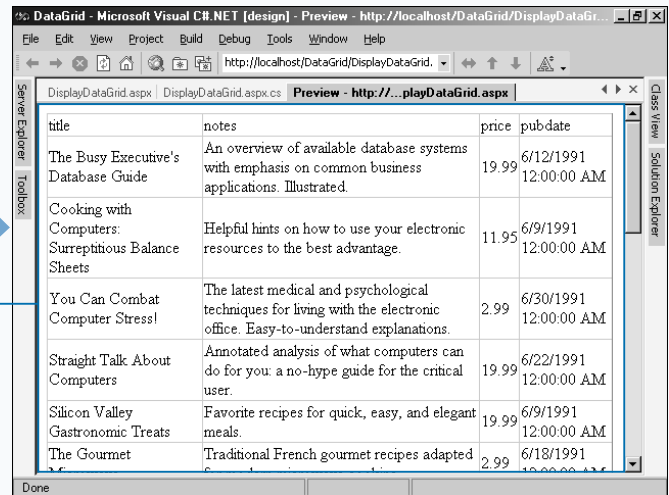 DataGrid - Microsoft Visual C#.NET [design] - Preview - http://localhost/DataGrid/DisplayDataGr...
File Edit View Project Build Debug Tools Window Help
http://localhost/DataGrid/DisplayDataGrid.
DisplayDataGrid.aspx DisplayDataGrid.aspx.cs Preview - http://...playDataGrid.aspx
Server Explorer
Toolbox
Class View
Solution Explorer
title notes price pubdate
The Busy Executive's
Database Guide
An overview of available database systems
with emphasis on common business
applications. Illustrated.
19.99
6/12/1991
12:00:00 AM
Cooking with
Computers:
Surreptitious Balance
Sheets
Helpful hints on how to use your electronic
resources to the best advantage.
11.95
6/9/1991
12:00:00 AM
You Can Combat
Computer Stress!
The latest medical and psychological
techniques for living with the electronic
office. Easy-to-understand explanations.
2.99
6/30/1991
12:00:00 AM
Straight Talk About
Computers
Annotated analysis of what computers can
do for you: a no-hype guide for the critical
user.
19.99
6/22/1991
12:00:00 AM
Silicon Valley
Gastronomic Treats
Favorite recipes for quick, easy, and elegant
meals.
19.99
6/9/1991
12:00:00 AM
The Gourmet
Traditional French gourmet recipes adapted
2.99
6/18/1991
Done